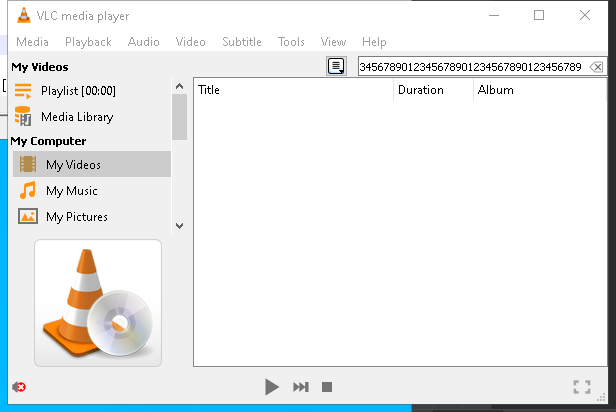 VLC media player
Media Playback Audio Video Subtitle Tools View Help
My Videos
3456789012345678901234567890123456789
Playlist [00:00]
Media Library
My Computer
My Videos
My Music
My Pictures
Title Duration Album